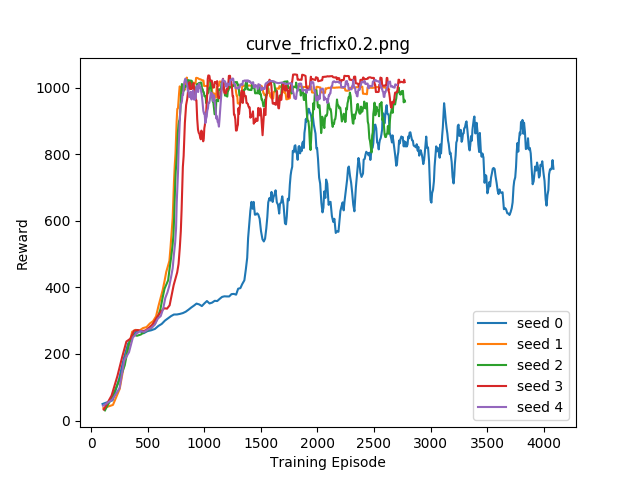 curve_fricfix0.2.png
Reward
1000
800
600
400
200
0
0 500 1000 1500 2000 2500 3000 3500 4000
Training Episode
seed 0
seed 1
seed 2
seed 3
seed 4